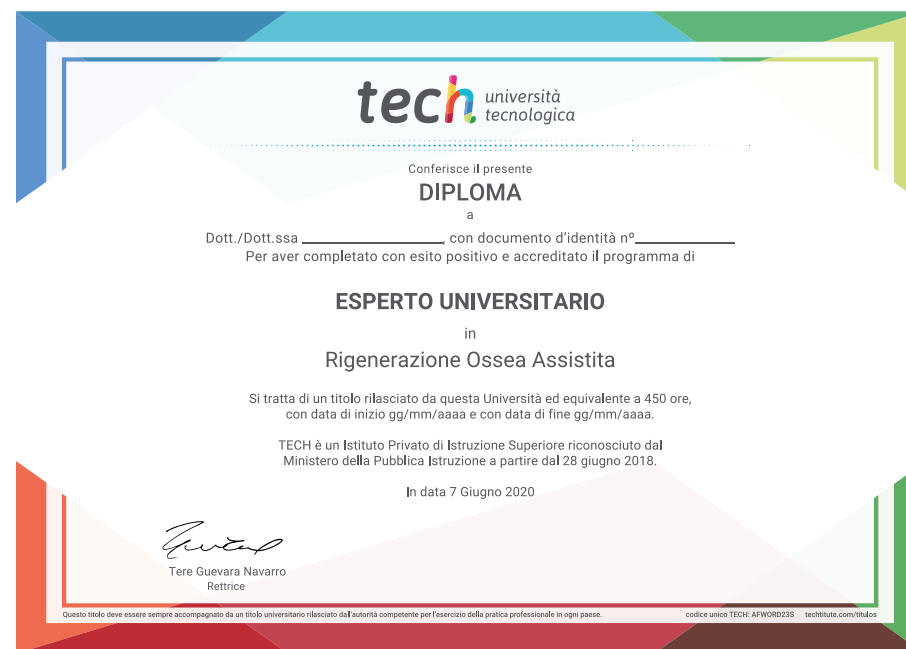 tech università
tecnologica
Conferisce il presente
DIPLOMA
a
Dott./Dott.ssa ____________________, con documento d'identità nº______________
Per aver completato con esito positivo e accreditato il programma di
ESPERTO UNIVERSITARIO
in
Rigenerazione Ossea Assistita
Si tratta di un titolo rilasciato da questa Università ed equivalente a 450 ore,
con data di inizio gg/mm/aaaa e con data di fine gg/mm/aaaa.
TECH è un Istituto Privato di Istruzione Superiore riconosciuto dal
Ministero della Pubblica Istruzione a partire dal 28 giugno 2018.
In data 7 Giugno 2020
Tere Guevara Navarro
Rettrice
Questo titolo deve essere sempre accompagnato da un titolo universitario rilasciato dall'autorità competente per l'esercizio della pratica professionale in ogni paese. codice unico TECH: AFWORD23S techtitute.com/titulos